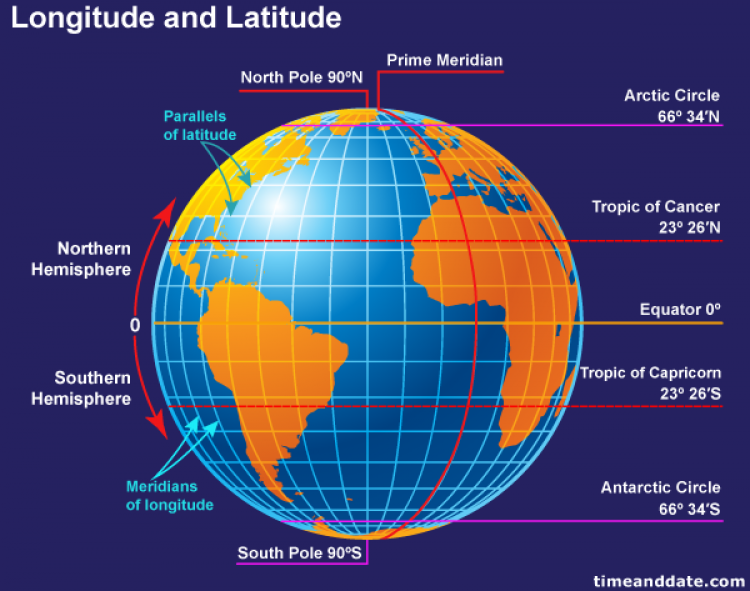 Longitude and Latitude
Prime Meridian
North Pole 90ºN
Arctic Circle
66º 34'N
Parallels
of latitude
Tropic of Cancer
23º 26'N
Northern
Hemisphere
Equator 0º
0
Southern
Hemisphere
Tropic of Capricorn
23º 26'S
Meridians
of longitude
Antarctic Circle
66º 34'S
South Pole 90ºS
timeanddate.com